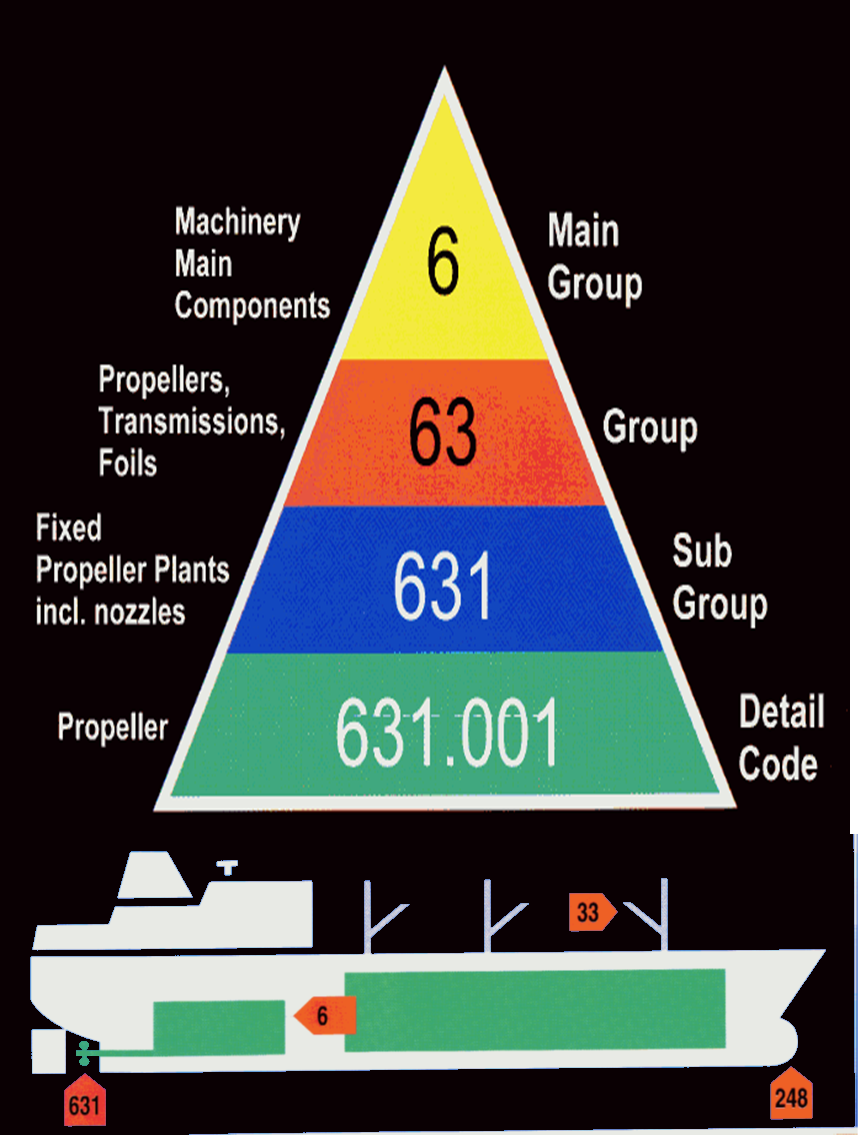 Machinery
Main
Components
6
Main
Group
Propellers,
Transmissions,
Foils
63
Group
Fixed
Propeller Plants
incl. nozzles
631
Sub
Group
Propeller
631.001
Detail
Code
33
6
631
248